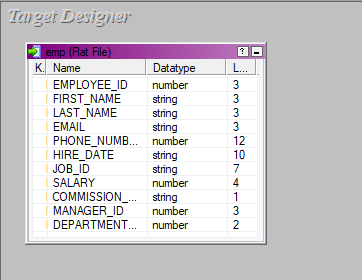 Target Designer
emp (Flat File)
K. Name Datatype L...
EMPLOYEE_ID number 3
FIRST_NAME string 3
LAST_NAME string 3
EMAIL string 3
PHONE_NUMB... number 12
HIRE_DATE string 10
JOB_ID string 7
SALARY number 4
COMMISSION_... string 1
MANAGER_ID number 3
DEPARTMENT... number 2